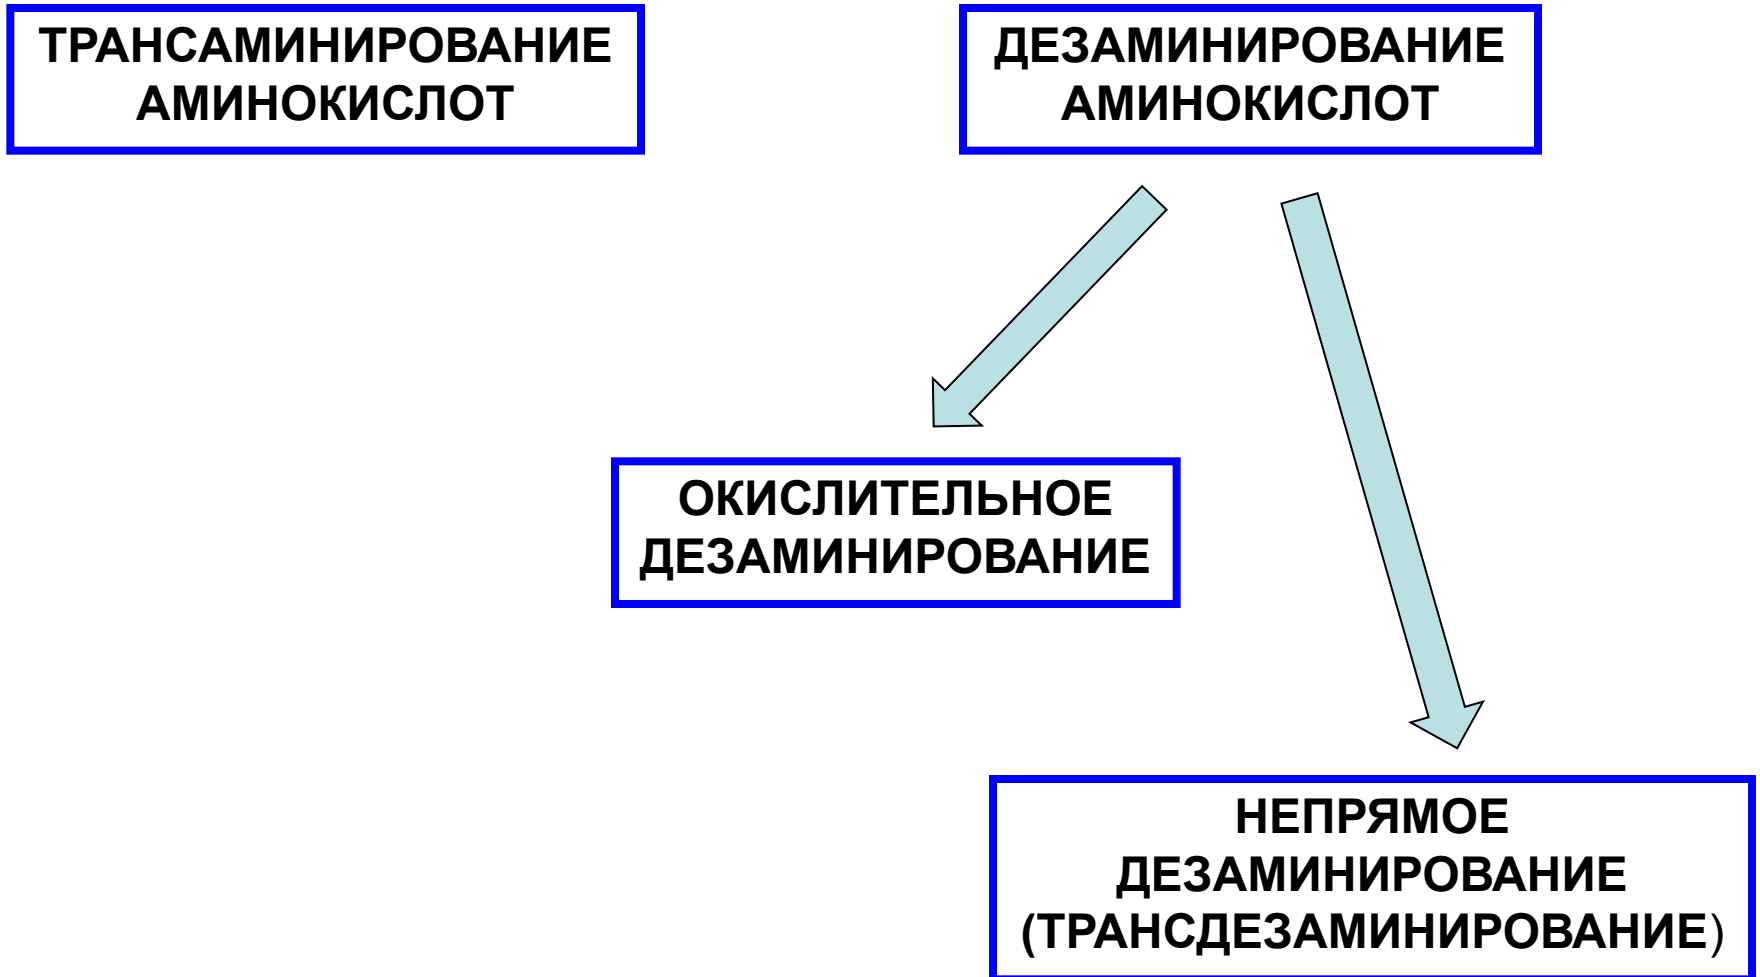 ТРАНСАМИНИРОВАНИЕ
АМИНОКИСЛОТ
ДЕЗАМИНИРОВАНИЕ
АМИНОКИСЛОТ
ОКИСЛИТЕЛЬНОЕ
ДЕЗАМИНИРОВАНИЕ
НЕПРЯМОЕ
ДЕЗАМИНИРОВАНИЕ
(ТРАНСДЕЗАМИНИРОВАНИЕ)